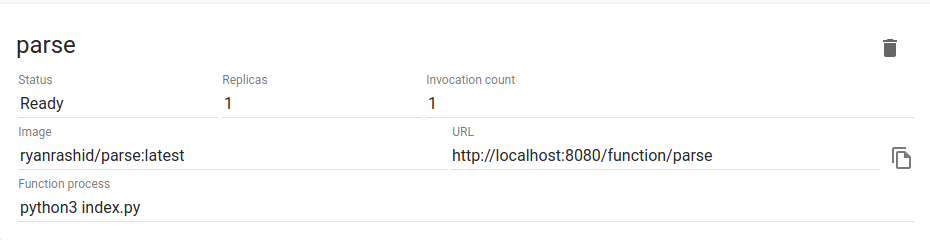 parse
Status Replicas Invocation count
Ready 1 1
Image URL
ryanrashid/parse:latest http://localhost:8080/function/parse
Function process
python3 index.py